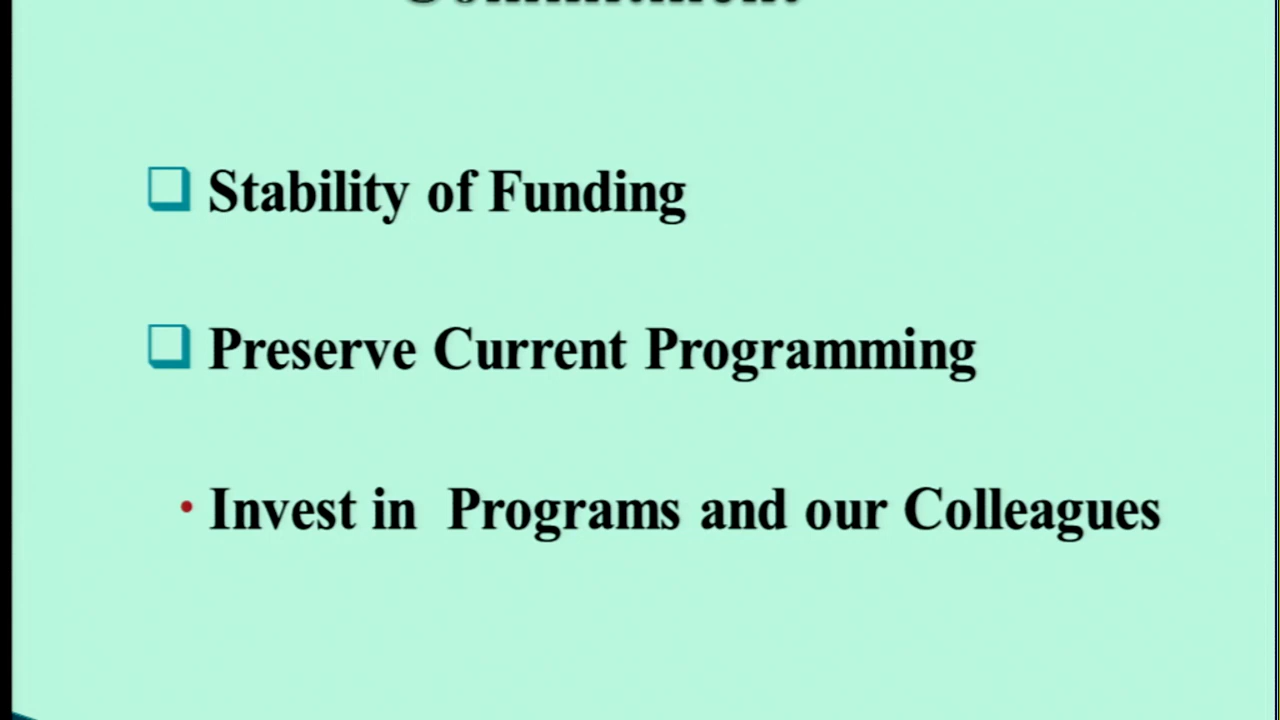 Stability of Funding
Preserve Current Programming
Invest in  Programs and our Colleagues